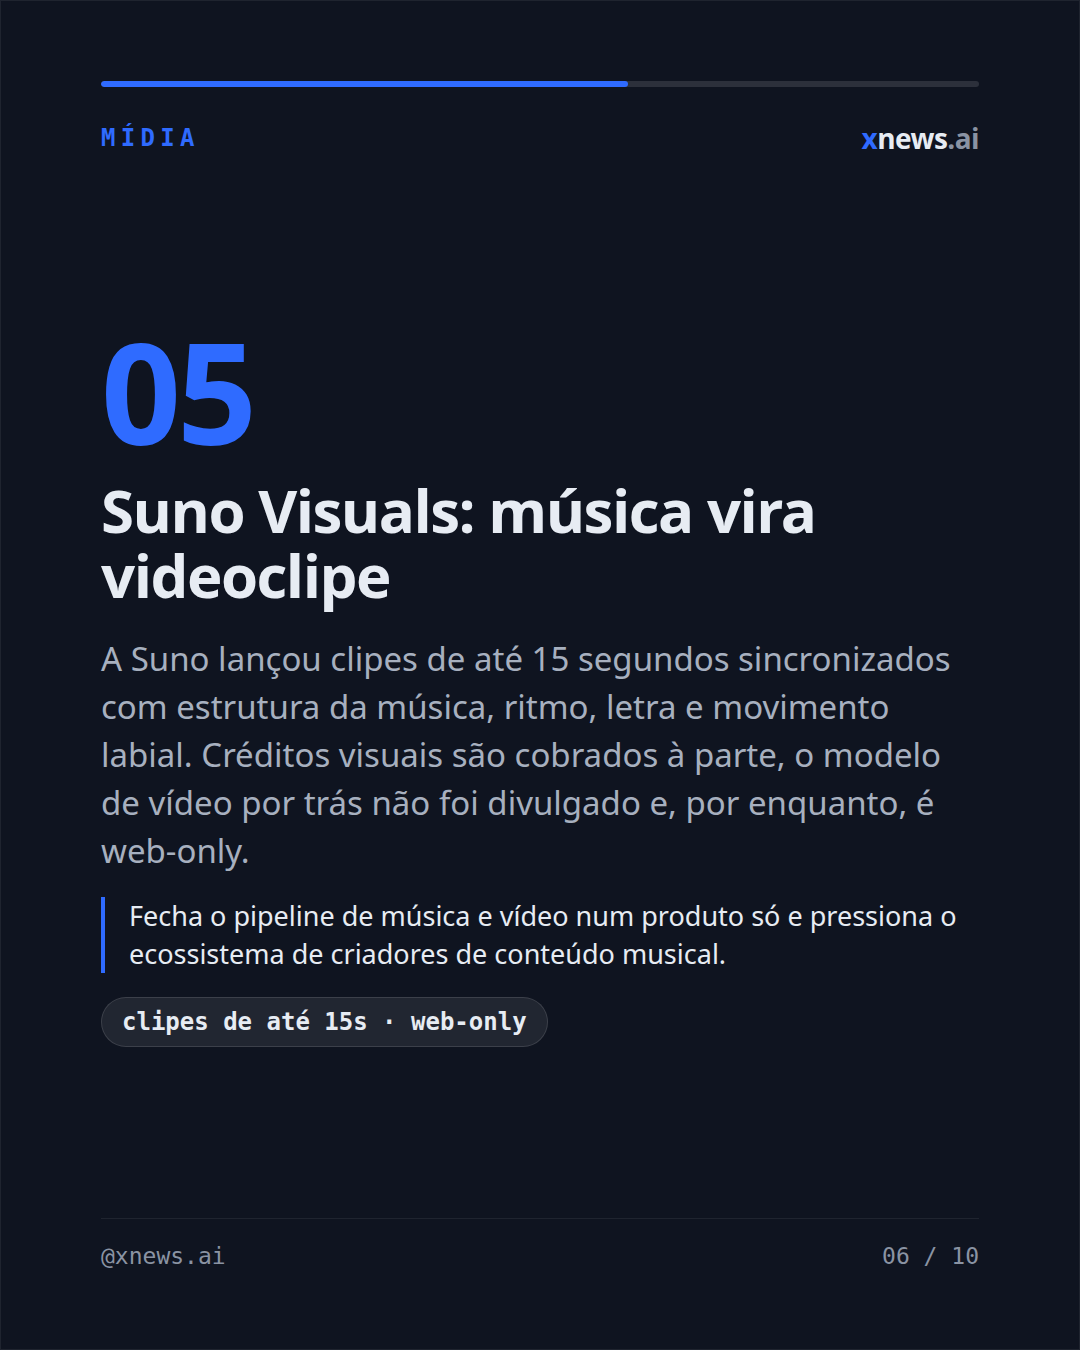 MÍDIA
xnews.ai
05
Suno Visuals: música vira
videoclipe
A Suno lançou clipes de até 15 segundos sincronizados
com estrutura da música, ritmo, letra e movimento
labial. Créditos visuais são cobrados à parte, o modelo
de vídeo por trás não foi divulgado e, por enquanto, é
web-only.
Fecha o pipeline de música e vídeo num produto só e pressiona o
ecossistema de criadores de conteúdo musical.
clipes de até 15s · web-only
@xnews.ai
06 / 10